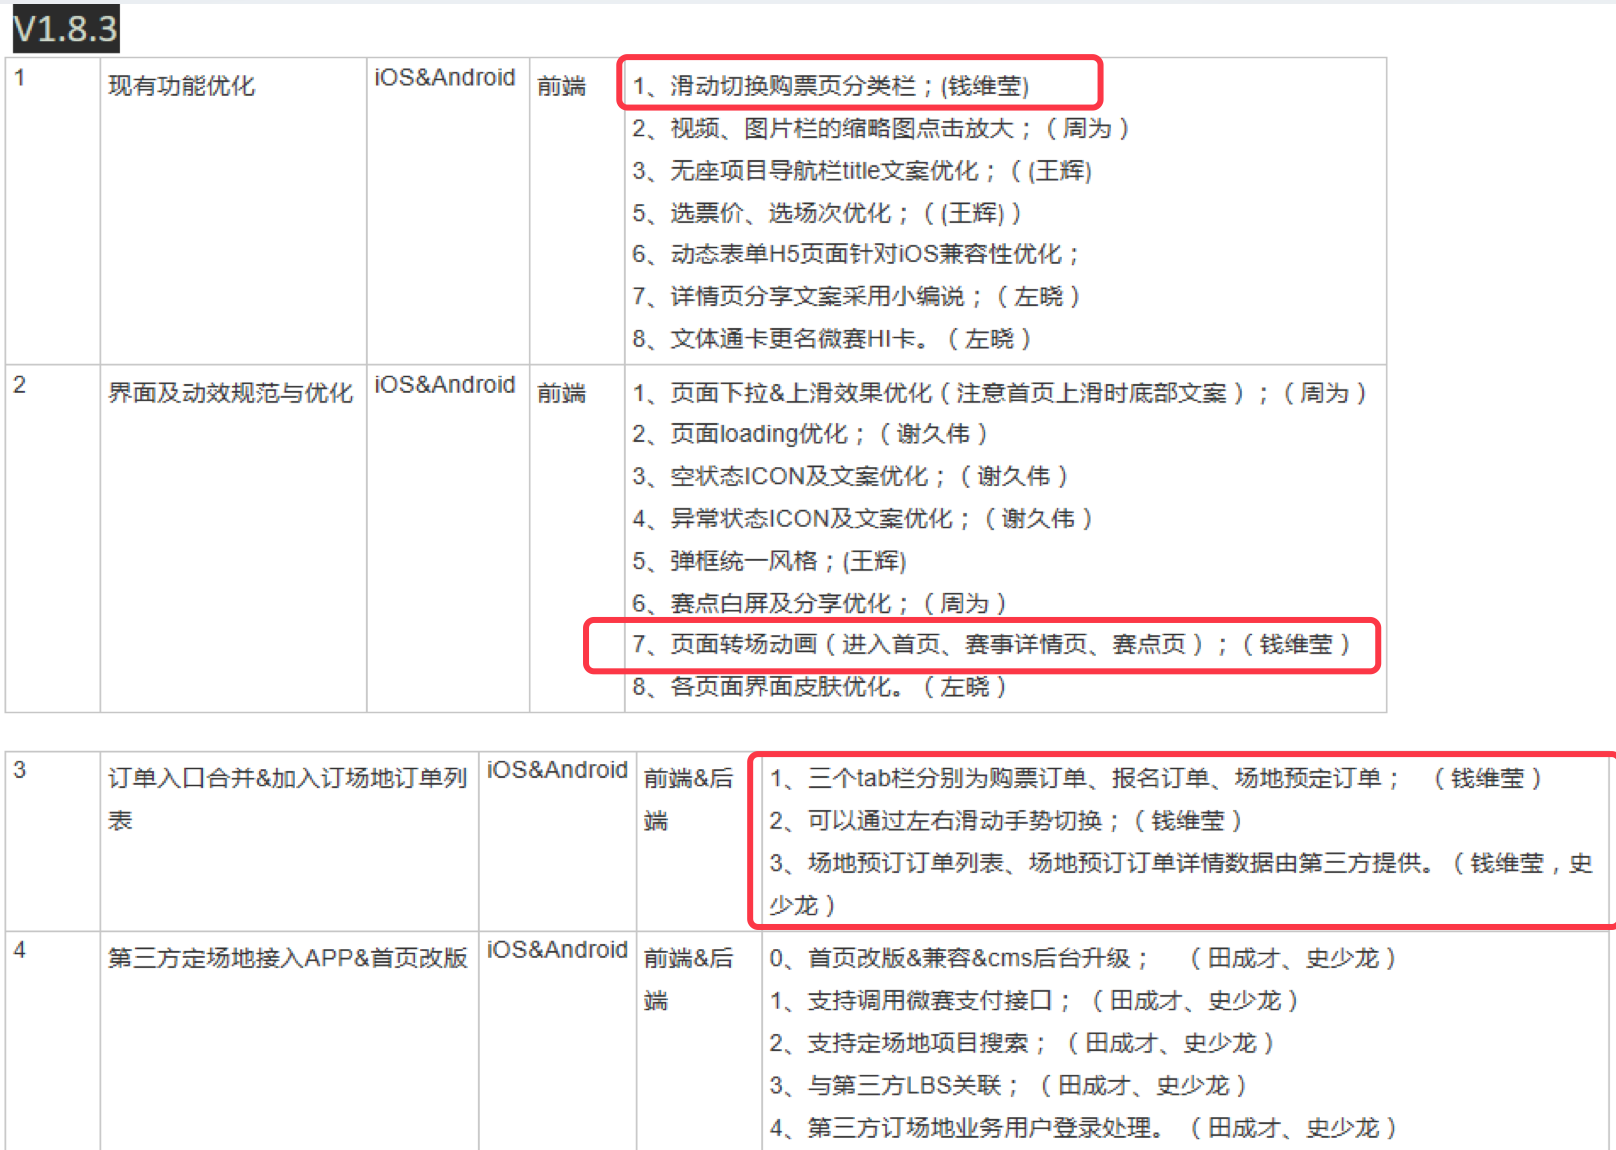 V1.8.3
1 现有功能优化 iOS&Android 前端 1、滑动切换购票页分类栏；(钱维莹)
2、视频、图片栏的缩略图点击放大；（周为）
3、无座项目导航栏title文案优化；（(王辉)
5、选票价、选场次优化；（(王辉)）
6、动态表单H5页面针对iOS兼容性优化；
7、详情页分享文案采用小编说；（左晓）
8、文体通卡更名微赛HI卡。（左晓）
2 界面及动效规范与优化 iOS&Android 前端 1、页面下拉&上滑效果优化（注意首页上滑时底部文案）；（周为）
2、页面loading优化；（谢久伟）
3、空状态ICON及文案优化；（谢久伟）
4、异常状态ICON及文案优化；（谢久伟）
5、弹框统一风格；(王辉)
6、赛点白屏及分享优化；（周为）
7、页面转场动画（进入首页、赛事详情页、赛点页）；（钱维莹）
8、各页面界面皮肤优化。（左晓）
3 订单入口合并&加入订场地订单列 iOS&Android 前端&后 1、三个tab栏分别为购票订单、报名订单、场地预定订单； （钱维莹）
表 端 2、可以通过左右滑动手势切换；（钱维莹）
3、场地预订订单列表、场地预订订单详情数据由第三方提供。（钱维莹，史
少龙）
4 第三方定场地接入APP&首页改版 iOS&Android 前端&后 0、首页改版&兼容&cms后台升级； （田成才、史少龙）
端 1、支持调用微赛支付接口；（田成才、史少龙）
2、支持定场地项目搜索；（田成才、史少龙）
3、与第三方LBS关联；（田成才、史少龙）
4、第三方订场地业务用户登录处理。（田成才、史少龙）